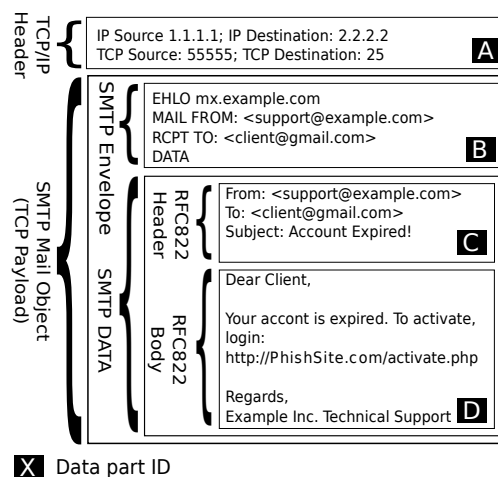 TCP/IP
Header
IP Source 1.1.1.1; IP Destination: 2.2.2.2
TCP Source: 55555; TCP Destination: 25
A
SMTP Mail Object
(TCP Payload)
SMTP Envelope
EHLO mx.example.com
MAIL FROM: <support@example.com>
RCPT TO: <client@gmail.com>
DATA
B
SMTP DATA
RFC822
Header
From: <support@example.com>
To: <client@gmail.com>
Subject: Account Expired!
C
RFC822
Body
Dear Client,
Your accont is expired. To activate,
login:
http://PhishSite.com/activate.php
Regards,
Example Inc. Technical Support
D
X Data part ID